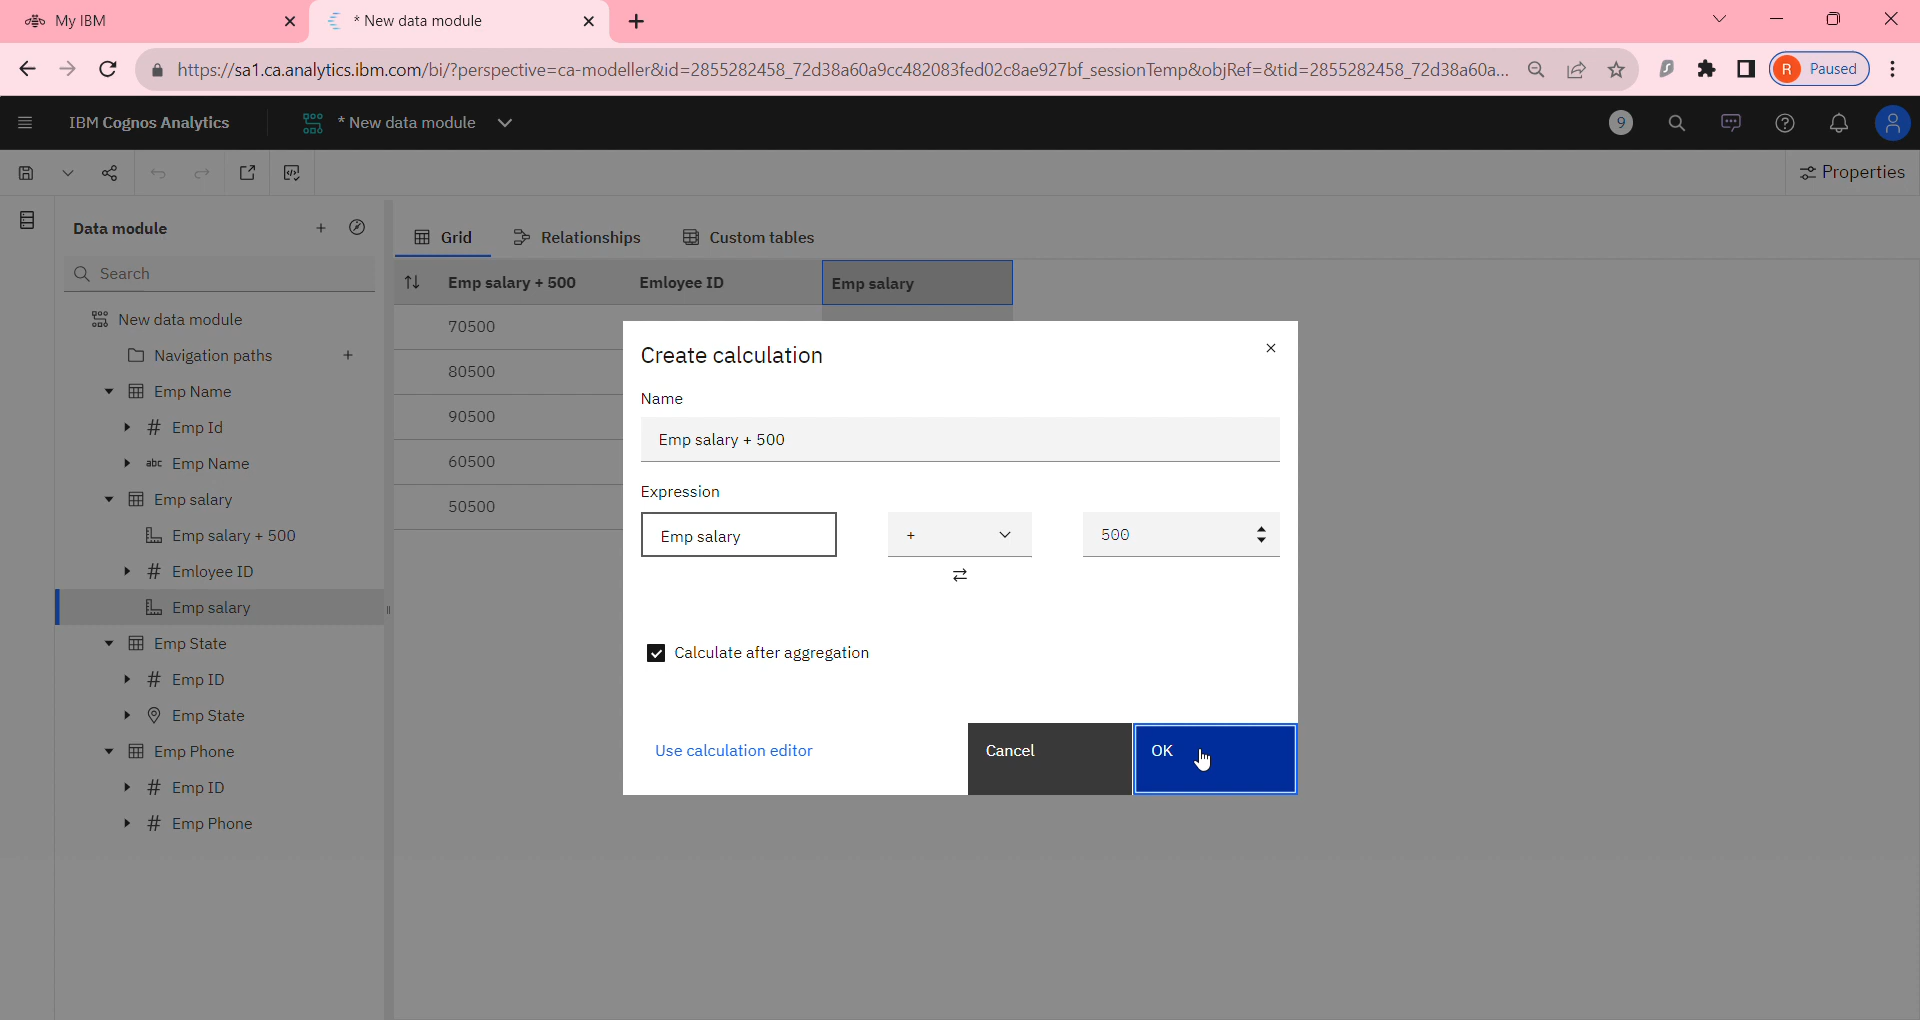 My IBM
* New data module
https://sa1.ca.analytics.ibm.com/bi/?perspective=ca-modeller&id=2855282458_72d38a60a9cc482083fed02c8ae927bf_sessionTemp&objRef=&tid=2855282458_72d38a60a...
R Paused
IBM Cognos Analytics
* New data module
9
Properties
Data module
Search
New data module
Navigation paths
Emp Name
# Emp Id
abc Emp Name
Emp salary
Emp salary + 500
# Emloyee ID
Emp salary
Emp State
# Emp ID
Emp State
Emp Phone
# Emp ID
# Emp Phone
Grid
Relationships
Custom tables
Emp salary + 500
Emloyee ID
Emp salary
70500
80500
90500
60500
50500
Create calculation
Name
Emp salary + 500
Expression
Emp salary
+
500
Calculate after aggregation
Use calculation editor
Cancel
OK